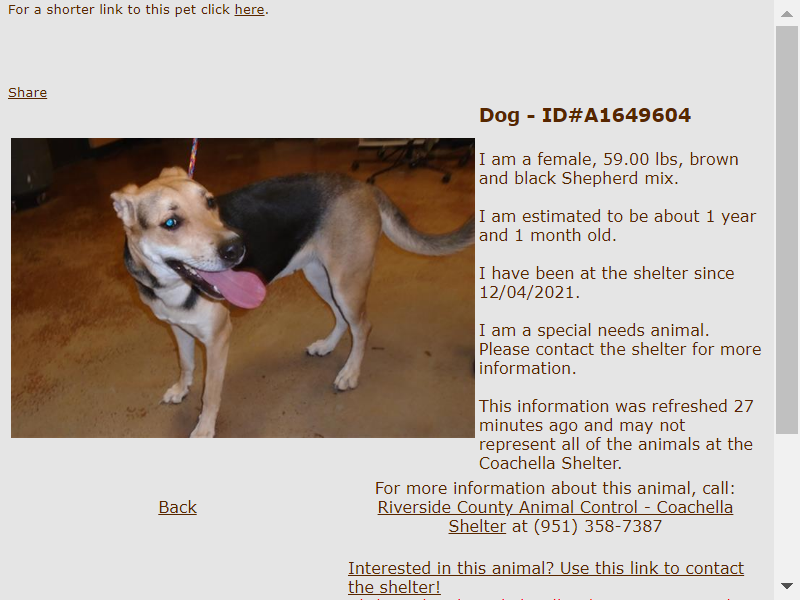 For a shorter link to this pet click here.
Share
Dog - ID#A1649604
I am a female, 59.00 lbs, brown
and black Shepherd mix.
I am estimated to be about 1 year
and 1 month old.
I have been at the shelter since
12/04/2021.
I am a special needs animal.
Please contact the shelter for more
information.
This information was refreshed 27
minutes ago and may not
represent all of the animals at the
Coachella Shelter.
Back
For more information about this animal, call:
Riverside County Animal Control - Coachella
Shelter at (951) 358-7387
Interested in this animal? Use this link to contact
the shelter!